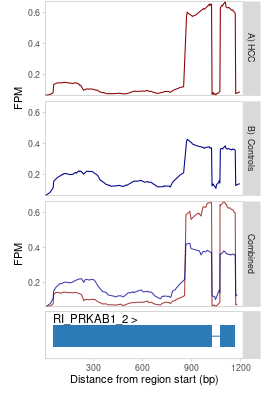 0.6
0.4
0.2
A) HCC
FPM
0.6
0.4
0.2
B) Controls
0.6
0.4
0.2
FPM
Combined
RI_PRKAB1_2 >
300 600 900 1200
Distance from region start (bp)